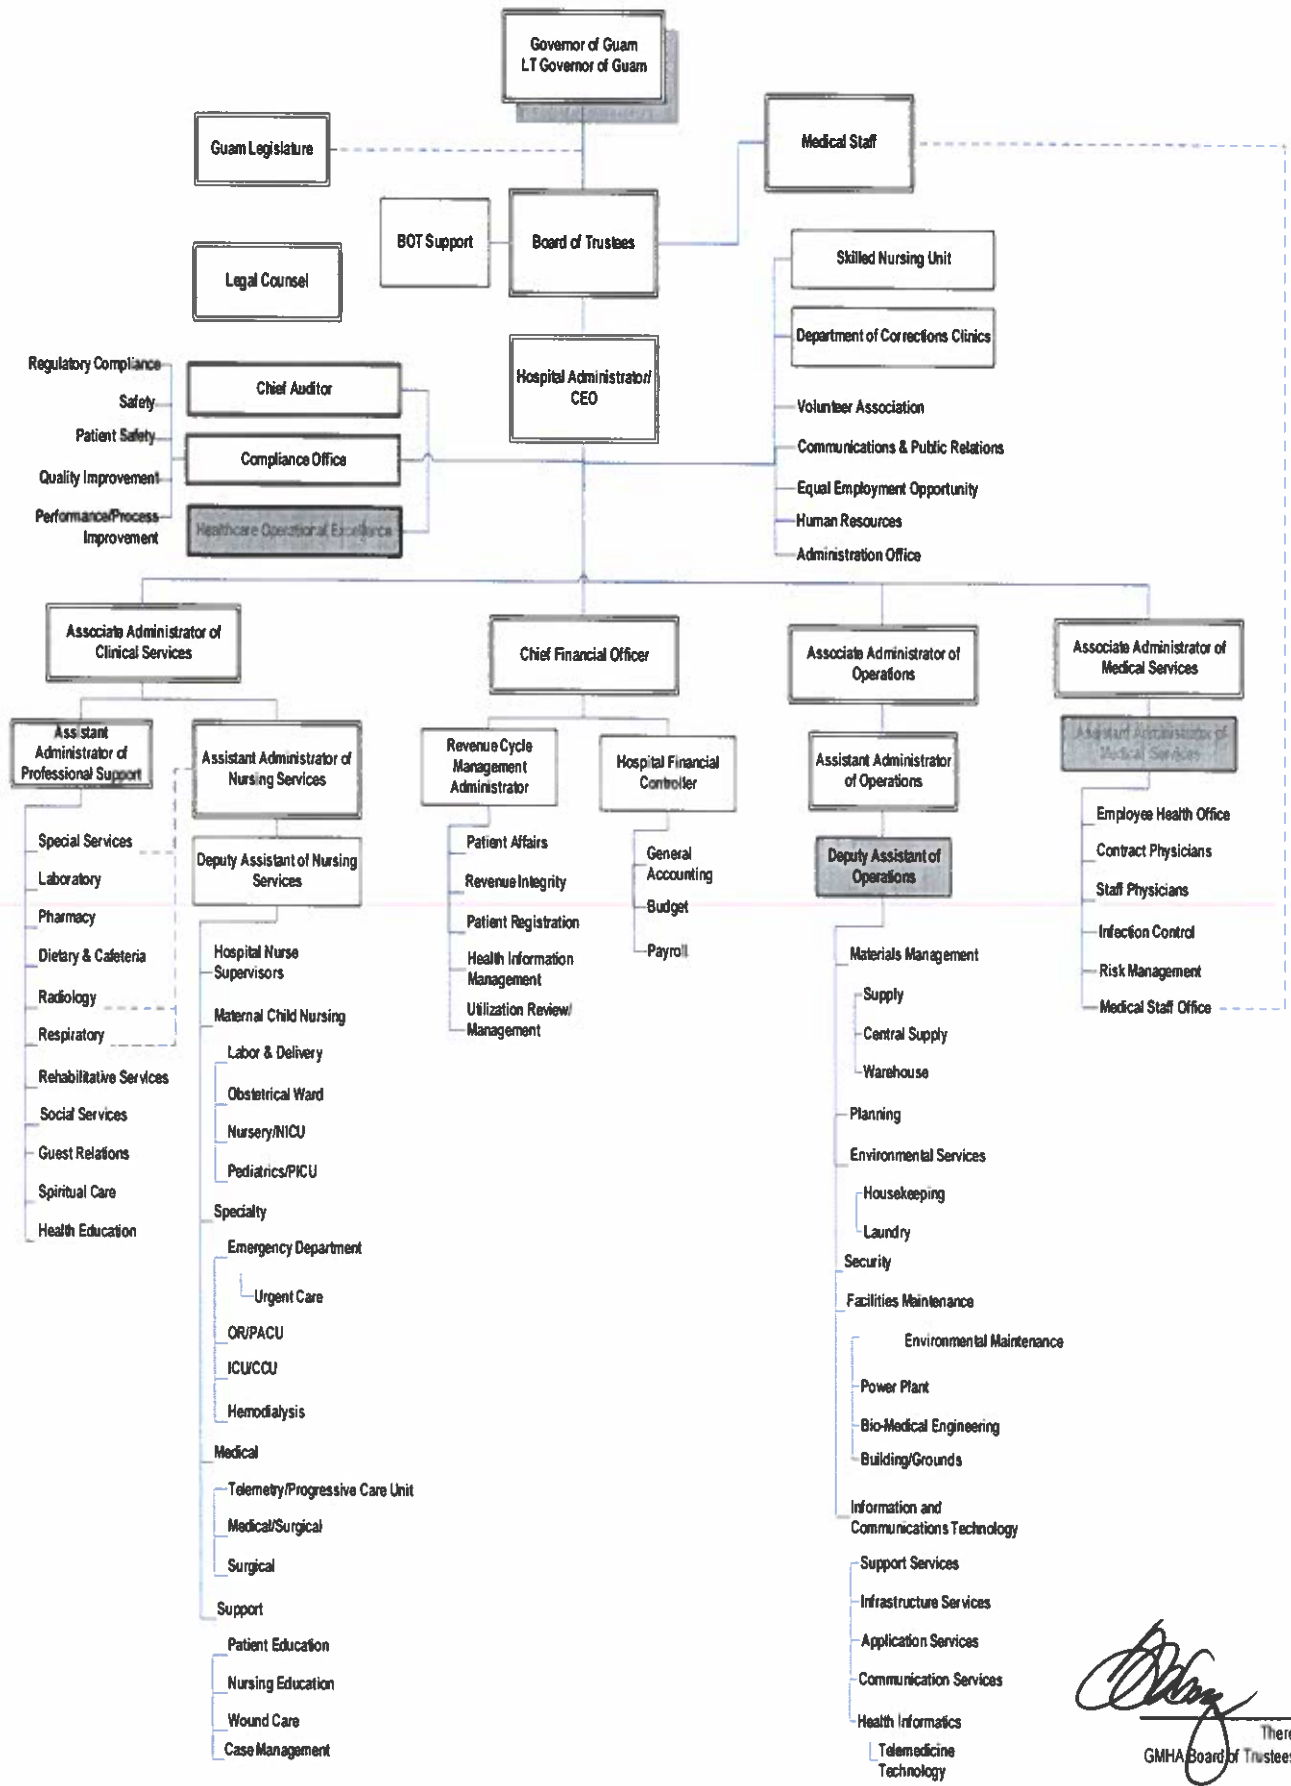 Governor of Guam
LT Governor of Guam
Guam Legislature
Medical Staff
BOT Support
Board of Trustees
Legal Counsel
Skilled Nursing Unit
Department of Corrections Clinics
Hospital Administrator/
CEO
Regulatory Compliance
Safety
Patient Safety
Quality Improvement
Performance/Process
Improvement
Chief Auditor
Compliance Office
Healthcare Operational Excellence
Volunteer Association
Communications & Public Relations
Equal Employment Opportunity
Human Resources
Administration Office
Associate Administrator of
Clinical Services
Chief Financial Officer
Associate Administrator of
Operations
Associate Administrator of
Medical Services
Assistant
Administrator of
Professional Support
Assistant Administrator of
Nursing Services
Revenue Cycle
Management
Administrator
Hospital Financial
Controller
Assistant Administrator
of Operations
Assistant Administrator of
Medical Services
Special Services
Laboratory
Pharmacy
Dietary & Cafeteria
Radiology
Respiratory
Rehabilitative Services
Social Services
Guest Relations
Spiritual Care
Health Education
Deputy Assistant of Nursing
Services
Hospital Nurse
Supervisors
Maternal Child Nursing
Labor & Delivery
Obstetrical Ward
Nursery/NICU
Pediatrics/PICU
Specialty
Emergency Department
Urgent Care
OR/PACU
ICU/CCU
Hemodialysis
Medical
Telemetry/Progressive Care Unit
Medical/Surgical
Surgical
Support
Patient Education
Nursing Education
Wound Care
Case Management
Patient Affairs
Revenue Integrity
Patient Registration
Health Information
Management
Utilization Review/
Management
General
Accounting
Budget
Payroll
Deputy Assistant of
Operations
Materials Management
Supply
Central Supply
Warehouse
Planning
Environmental Services
Housekeeping
Laundry
Security
Facilities Maintenance
Environmental Maintenance
Power Plant
Bio-Medical Engineering
Building/Grounds
Information and
Communications Technology
Support Services
Infrastructure Services
Application Services
Communication Services
Health Informatics
Telemedicine
Technology
Employee Health Office
Contract Physicians
Staff Physicians
Infection Control
Risk Management
Medical Staff Office
There
GMHA Board of Trustees